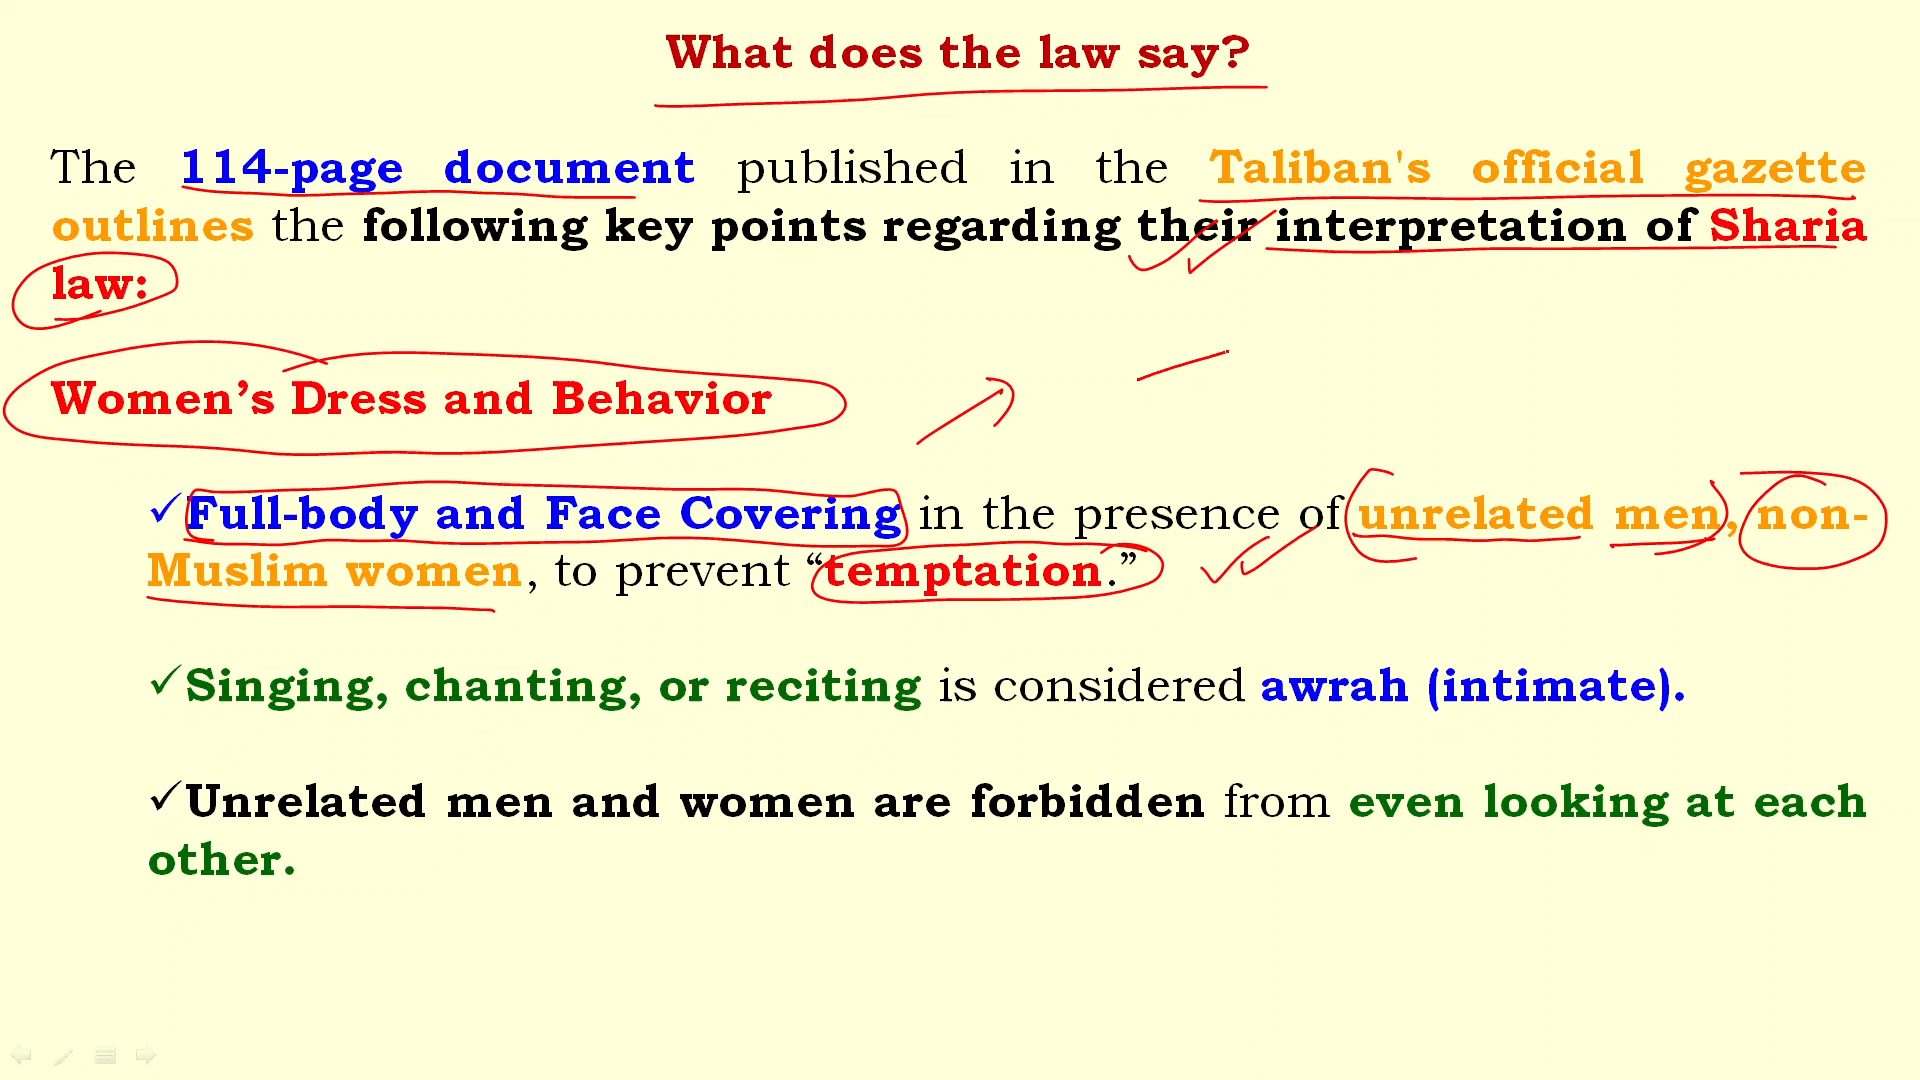 What does the law say?
The 114-page document published in the Taliban's official gazette
outlines the following key points regarding their interpretation of Sharia
law:
Women’s Dress and Behavior
✓Full-body and Face Covering in the presence of unrelated men, non-
Muslim women, to prevent “temptation.”
✓Singing, chanting, or reciting is considered awrah (intimate).
✓Unrelated men and women are forbidden from even looking at each
other.